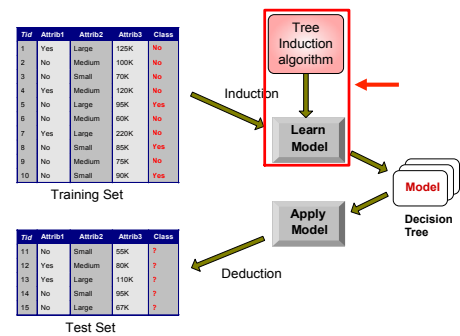 Tid Attrib1 Attrib2 Attrib3 Class
1 Yes Large 125K No
2 No Medium 100K No
3 No Small 70K No
4 Yes Medium 120K No
5 No Large 95K Yes
6 No Medium 60K No
7 Yes Large 220K No
8 No Small 85K Yes
9 No Medium 75K No
10 No Small 90K Yes
Training Set
Tree
Induction
algorithm
Induction
Learn
Model
Model
Decision
Tree
Apply
Model
Deduction
Tid Attrib1 Attrib2 Attrib3 Class
11 No Small 55K ?
12 Yes Medium 80K ?
13 Yes Large 110K ?
14 No Small 95K ?
15 No Large 67K ?
Test Set